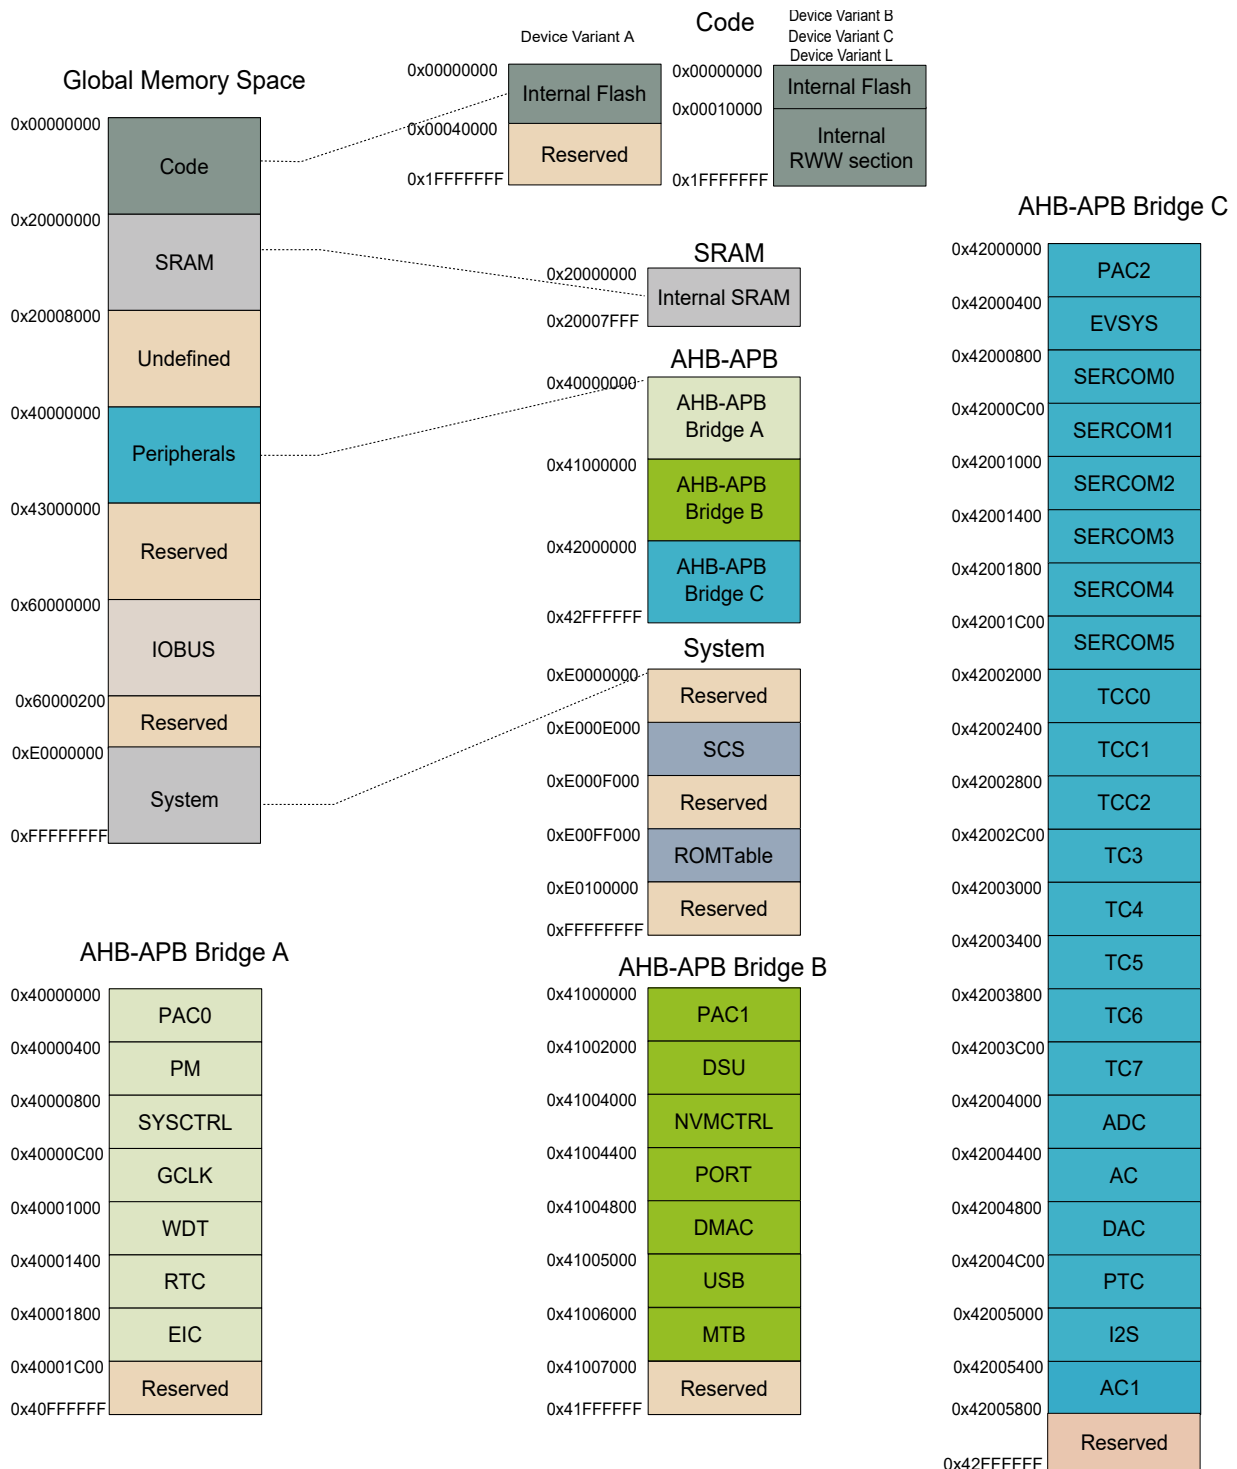 Code
Device Variant A
Device Variant B
Device Variant C
Device Variant L
0x00000000
Internal Flash
0x00040000
Reserved
0x1FFFFFFF
0x00000000
Internal Flash
0x00010000
Internal
RWW section
0x1FFFFFFF
Global Memory Space
0x00000000
Code
0x20000000
SRAM
0x20008000
Undefined
0x40000000
Peripherals
0x43000000
Reserved
0x60000000
IOBUS
0x60000200
Reserved
0xE0000000
System
0xFFFFFFFF
SRAM
0x20000000
Internal SRAM
0x20007FFF
AHB-APB
0x40000000
AHB-APB
Bridge A
0x41000000
AHB-APB
Bridge B
0x42000000
AHB-APB
Bridge C
0x42FFFFFF
System
0xE0000000
Reserved
0xE000E000
SCS
0xE000F000
Reserved
0xE00FF000
ROMTable
0xE0100000
Reserved
0xFFFFFFFF
AHB-APB Bridge A
0x40000000
PAC0
0x40000400
PM
0x40000800
SYSCTRL
0x40000C00
GCLK
0x40001000
WDT
0x40001400
RTC
0x40001800
EIC
0x40001C00
Reserved
0x40FFFFFF
AHB-APB Bridge B
0x41000000
PAC1
0x41002000
DSU
0x41004000
NVMCTRL
0x41004400
PORT
0x41004800
DMAC
0x41005000
USB
0x41006000
MTB
0x41007000
Reserved
0x41FFFFFF
AHB-APB Bridge C
0x42000000
PAC2
0x42000400
EVSYS
0x42000800
SERCOM0
0x42000C00
SERCOM1
0x42001000
SERCOM2
0x42001400
SERCOM3
0x42001800
SERCOM4
0x42001C00
SERCOM5
0x42002000
TCC0
0x42002400
TCC1
0x42002800
TCC2
0x42002C00
TC3
0x42003000
TC4
0x42003400
TC5
0x42003800
TC6
0x42003C00
TC7
0x42004000
ADC
0x42004400
AC
0x42004800
DAC
0x42004C00
PTC
0x42005000
I2S
0x42005400
AC1
0x42005800
Reserved
0x42FFFFFF